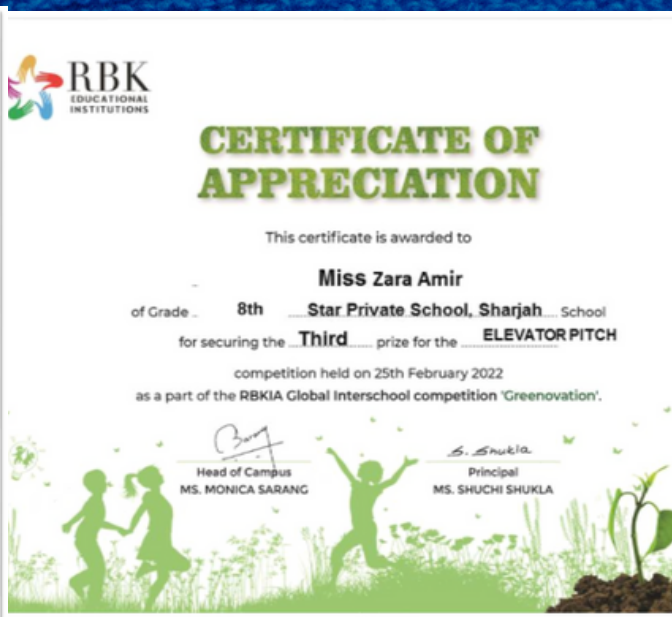 RBK
EDUCATIONAL
INSTITUTIONS
CERTIFICATE OF
APPRECIATION
This certificate is awarded to
Miss Zara Amir
of Grade 8th Star Private School, Sharjah School
for securing the Third prize for the ELEVATOR PITCH
competition held on 25th February 2022
as a part of the RBKIA Global Interschool competition 'Greenovation'.
S. Shukla
Head of Campus
MS. MONICA SARANG
Principal
MS. SHUCHI SHUKLA